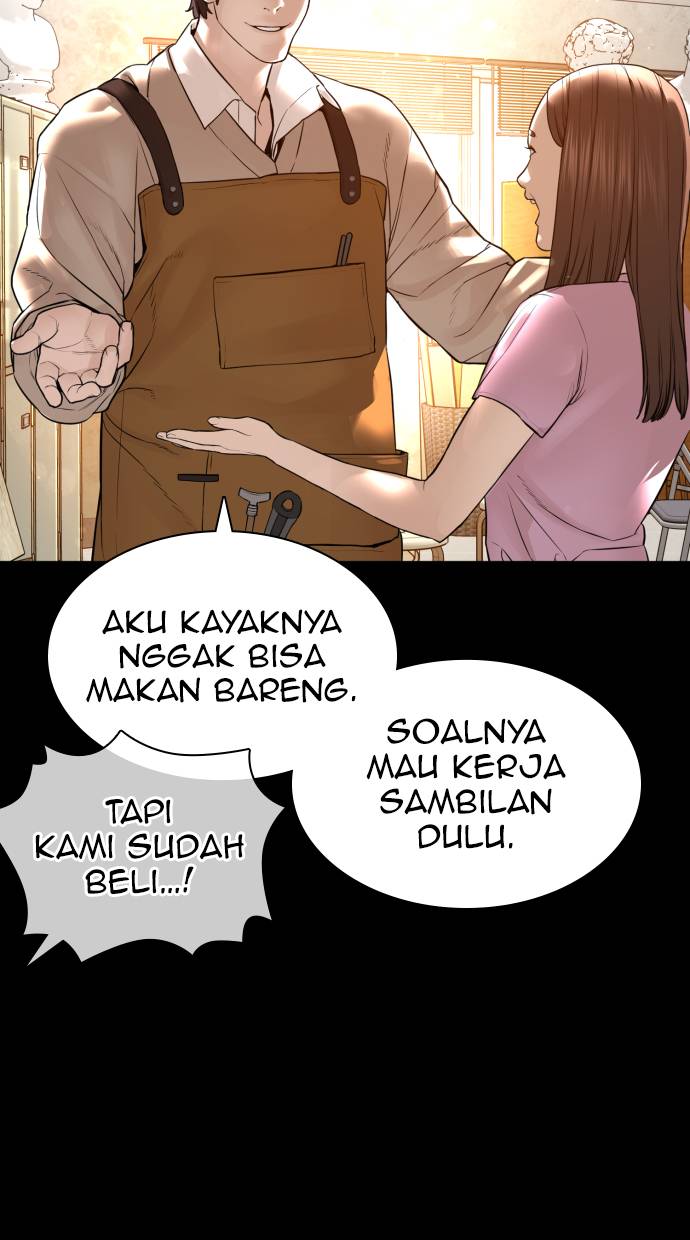 AKU KAYAKNYA
NGGAK BISA
MAKAN BARENG.
SOALNYA
MAU KERJA
SAMBILAN
DULU.
TAPI
KAMI SUDAH
BELI...!